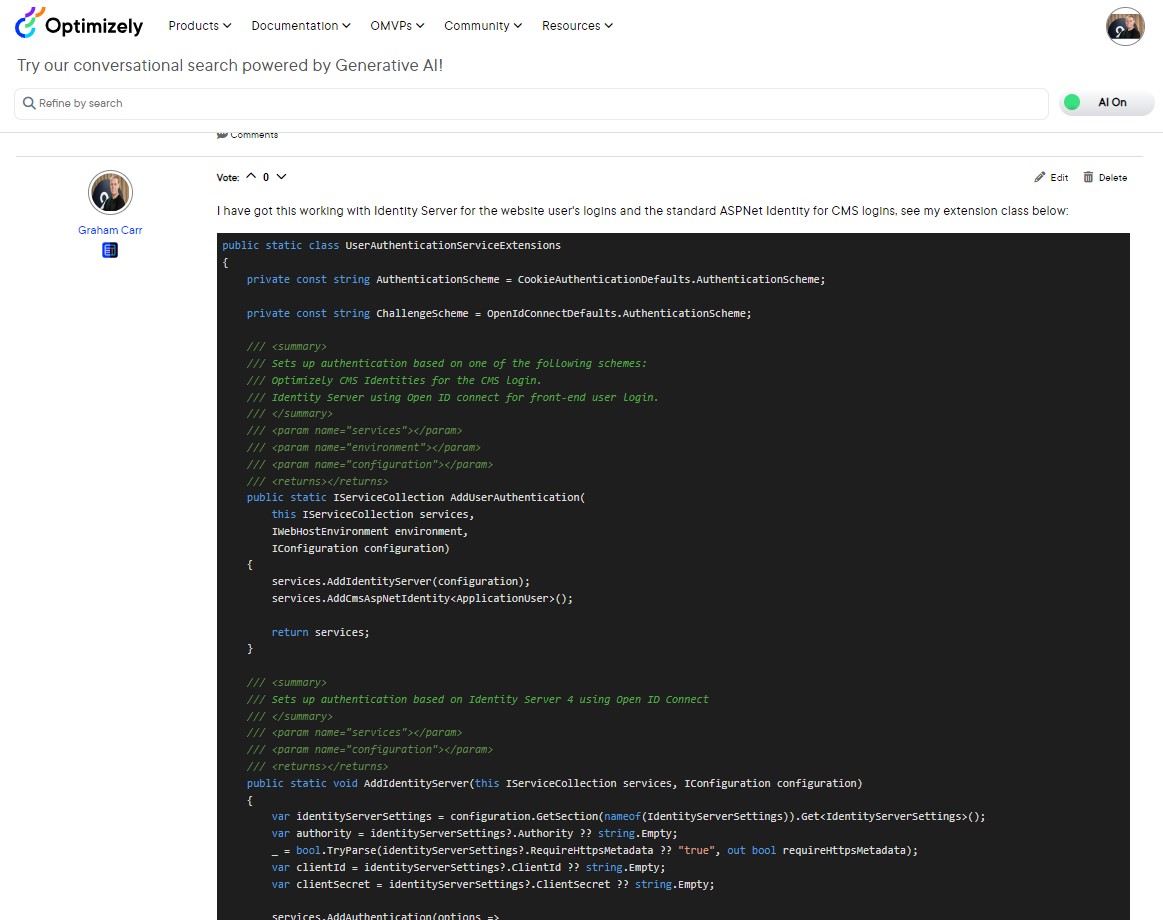 Optimizely
Products Documentation OMVPs Community Resources
Try our conversational search powered by Generative AI!
Refine by search
AI On
Comments
Vote: 0
Edit Delete
Graham Carr
I have got this working with Identity Server for the website user's logins and the standard ASPNet Identity for CMS logins, see my extension class below:
public static class UserAuthenticationServiceExtensions
{
private const string AuthenticationScheme = CookieAuthenticationDefaults.AuthenticationScheme;
private const string ChallengeScheme = OpenIdConnectDefaults.AuthenticationScheme;
/// <summary>
/// Sets up authentication based on one of the following schemes:
/// Optimizely CMS Identities for the CMS login.
/// Identity Server using Open ID connect for front-end user login.
/// </summary>
/// <param name="services"></param>
/// <param name="environment"></param>
/// <param name="configuration"></param>
/// <returns></returns>
public static IServiceCollection AddUserAuthentication(
this IServiceCollection services,
IWebHostEnvironment environment,
IConfiguration configuration)
{
services.AddIdentityServer(configuration);
services.AddCmsAspNetIdentity<ApplicationUser>();
return services;
}
/// <summary>
/// Sets up authentication based on Identity Server 4 using Open ID Connect
/// </summary>
/// <param name="services"></param>
/// <param name="configuration"></param>
/// <returns></returns>
public static void AddIdentityServer(this IServiceCollection services, IConfiguration configuration)
{
var identityServerSettings = configuration.GetSection(nameof(IdentityServerSettings)).Get<IdentityServerSettings>();
var authority = identityServerSettings?.Authority ?? string.Empty;
_ = bool.TryParse(identityServerSettings?.RequireHttpsMetadata ?? "true", out bool requireHttpsMetadata);
var clientId = identityServerSettings?.ClientId ?? string.Empty;
var clientSecret = identityServerSettings?.ClientSecret ?? string.Empty;
services.AddAuthentication(options =>